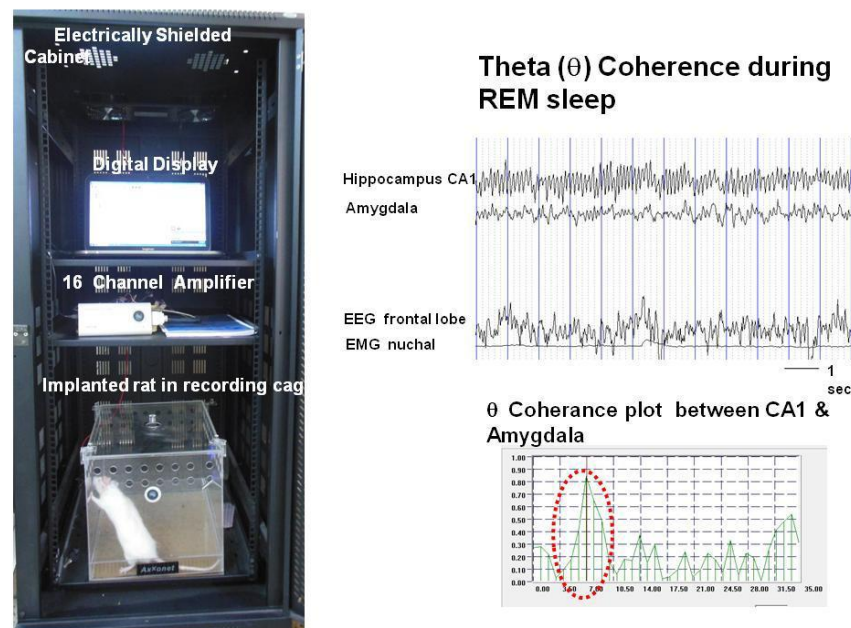 Electrically Shielded
Cabinet
Digital Display
16 Channel Amplifier
Implanted rat in recording cag
Theta (θ) Coherence during
REM sleep
Hippocampus CA1
Amygdala
EEG frontal lobe
EMG nuchal
1
sec
θ Coherance plot between CA1 &
Amygdala
1.00
0.90
0.80
0.70
0.60
0.50
0.40
0.30
0.20
0.10
0.00
0.00 3.50 7.00 10.50 14.00 17.50 21.00 24.50 28.00 31.50 35.00